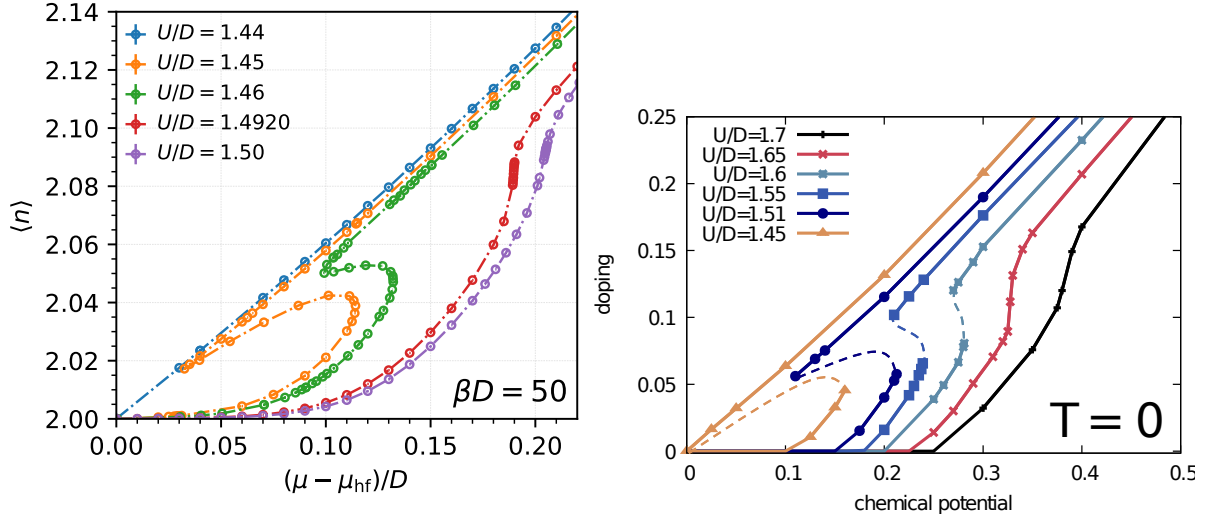 2.14
2.12
2.10
2.08
2.06
2.04
2.02
2.00
⟨n⟩
U/D = 1.44
U/D = 1.45
U/D = 1.46
U/D = 1.4920
U/D = 1.50
βD = 50
0.00 0.05 0.10 0.15 0.20
(μ − μhf)/D
0.25
0.2
0.15
0.1
0.05
0
doping
U/D=1.7
U/D=1.65
U/D=1.6
U/D=1.55
U/D=1.51
U/D=1.45
T = 0
0 0.1 0.2 0.3 0.4 0.5
chemical potential